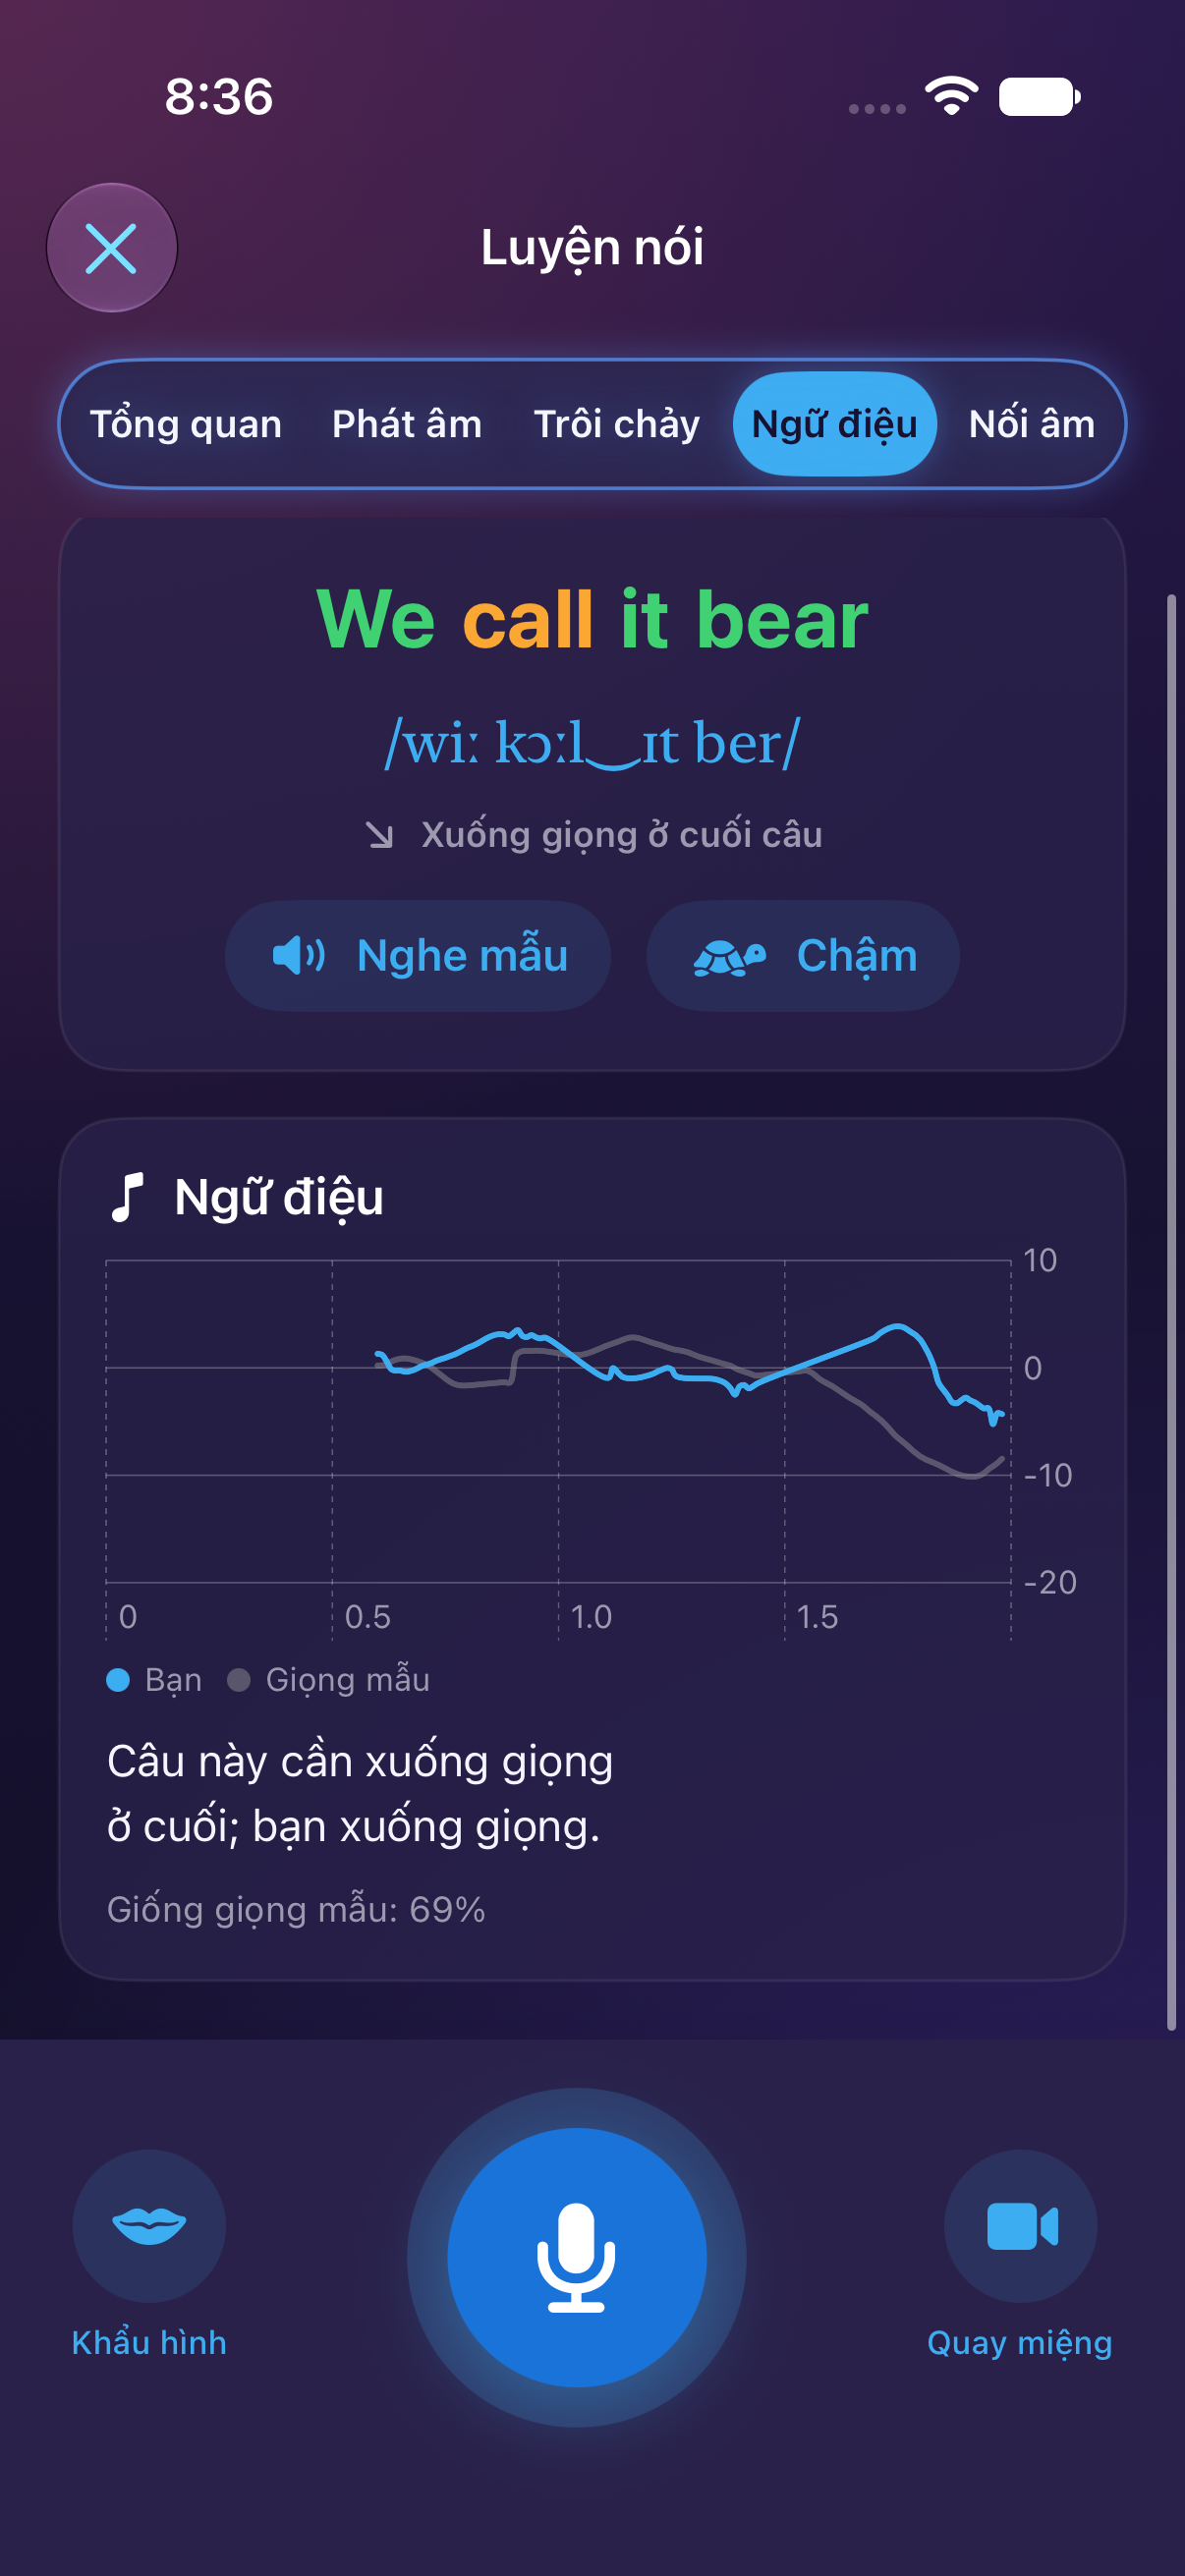 8:36
Luyện nói
Tổng quan Phát âm Trôi chảy Ngữ điệu Nối âm
We call it bear
/wiː kɔːl‿ɪt ber/
Xuống giọng ở cuối câu
Nghe mẫu Chậm
Ngữ điệu
10
0
-10
-20
0 0.5 1.0 1.5
Bạn Giọng mẫu
Câu này cần xuống giọng
ở cuối; bạn xuống giọng.
Giống giọng mẫu: 69%
Khẩu hình Quay miệng